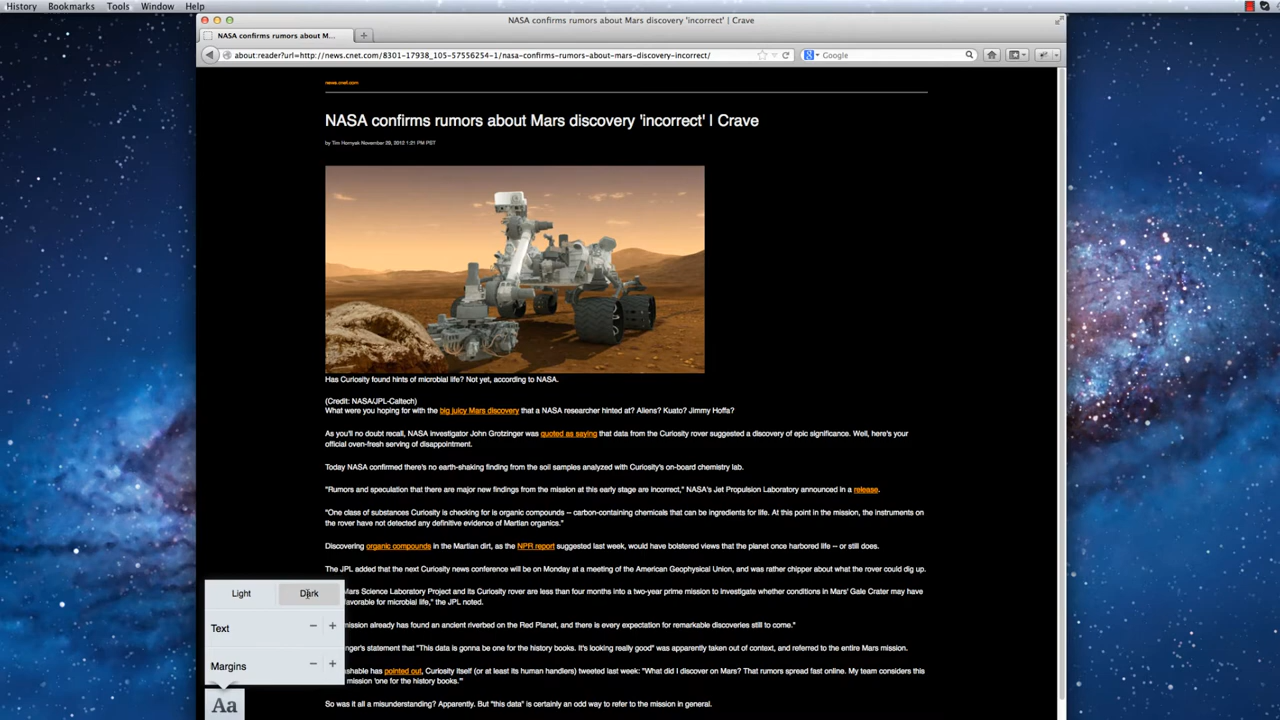 History Bookmarks Tools Window Help
NASA confirms rumors about Mars discovery 'incorrect' | Crave
NASA confirms rumors about M...
about:reader?url=http://news.cnet.com/8301-17938_105-57556254-1/nasa-confirms-rumors-about-mars-discovery-incorrect/
Google
news.cnet.com
NASA confirms rumors about Mars discovery 'incorrect' | Crave
by Tim Hornyak November 29, 2012 1:21 PM PST
Has Curiosity found hints of microbial life? Not yet, according to NASA.
(Credit: NASA/JPL-Caltech)
What were you hoping for with the big juicy Mars discovery that a NASA researcher hinted at? Aliens? Kuato? Jimmy Hoffa?
As you'll no doubt recall, NASA investigator John Grotzinger was quoted as saying that data from the Curiosity rover suggested a discovery of epic significance. Well, here's your
official oven-fresh serving of disappointment.
Today NASA confirmed there's no earth-shaking finding from the soil samples analyzed with Curiosity's on-board chemistry lab.
"Rumors and speculation that there are major new findings from the mission at this early stage are incorrect," NASA's Jet Propulsion Laboratory announced in a release.
"One class of substances Curiosity is checking for is organic compounds -- carbon-containing chemicals that can be ingredients for life. At this point in the mission, the instruments on
the rover have not detected any definitive evidence of Martian organics."
Discovering organic compounds in the Martian dirt, as the NPR report suggested last week, would have bolstered views that the planet once harbored life -- or still does.
The JPL added that the next Curiosity news conference will be on Monday at a meeting of the American Geophysical Union, and was rather chipper about what the rover could dig up.
Mars Science Laboratory Project and its Curiosity rover are less than four months into a two-year prime mission to investigate whether conditions in Mars' Gale Crater may have
favorable for microbial life," the JPL noted.
mission already has found an ancient riverbed on the Red Planet, and there is every expectation for remarkable discoveries still to come."
nger's statement that "This data is gonna be one for the history books. It's looking really good" was apparently taken out of context, and referred to the entire Mars mission.
ashable has pointed out, Curiosity itself (or at least its human handlers) tweeted last week: "What did I discover on Mars? That rumors spread fast online. My team considers this
mission 'one for the history books.'"
So was it all a misunderstanding? Apparently. But "this data" is certainly an odd way to refer to the mission in general.
Light Dark
Text − +
Margins − +
Aa